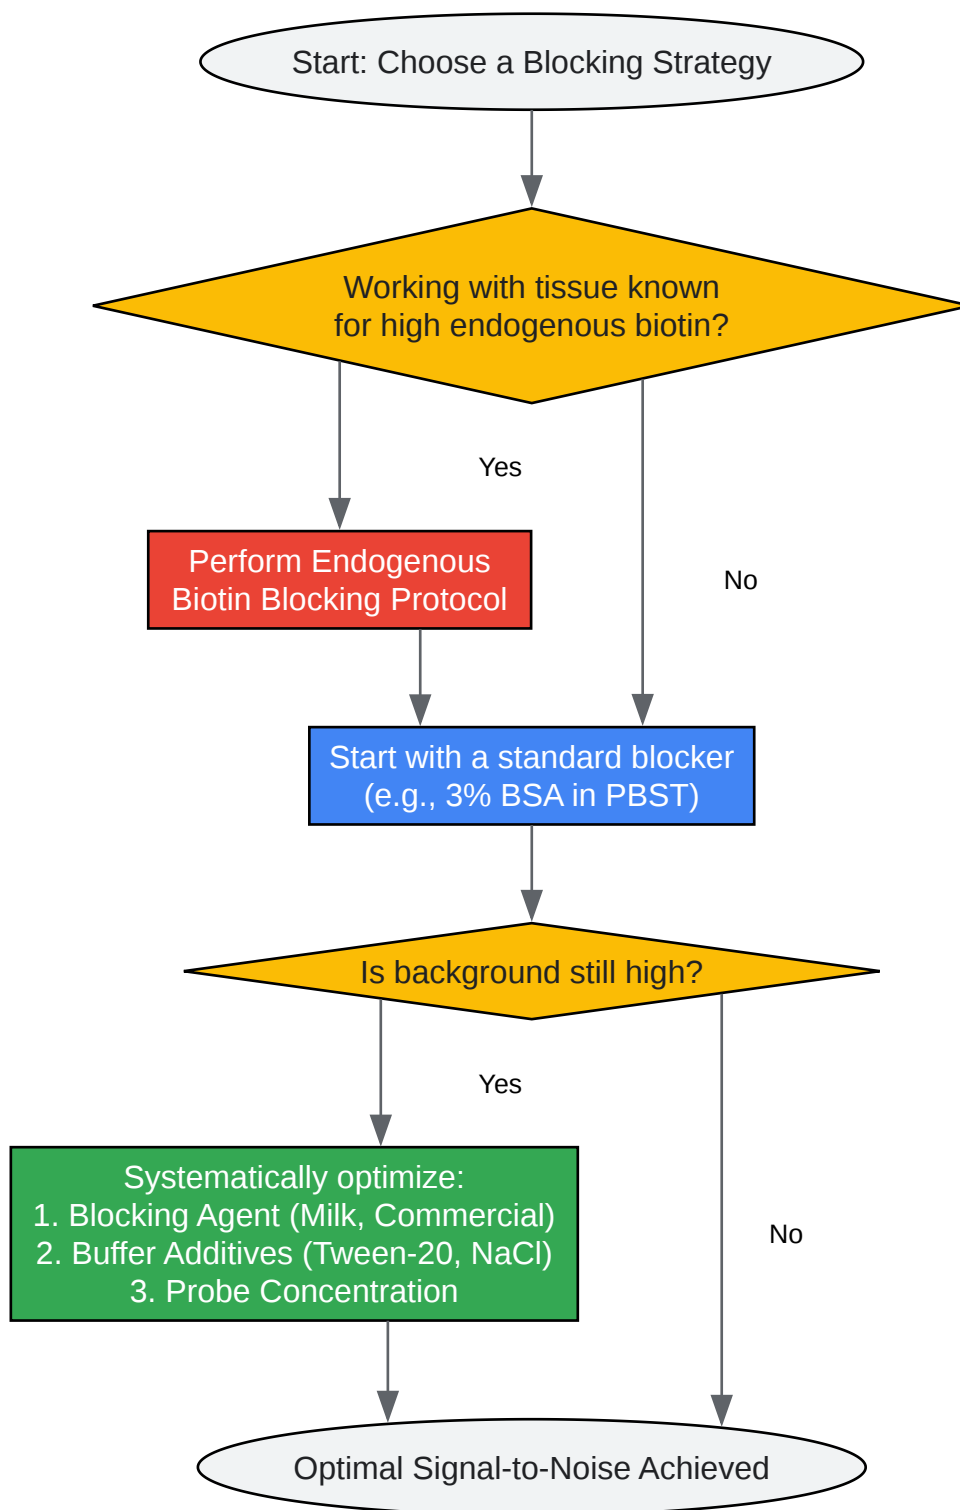 Start: Choose a Blocking Strategy
Working with tissue known
for high endogenous biotin?
Yes
Perform Endogenous
Biotin Blocking Protocol
No
Start with a standard blocker
(e.g., 3% BSA in PBST)
Is background still high?
Yes
Systematically optimize:
1. Blocking Agent (Milk, Commercial)
2. Buffer Additives (Tween-20, NaCl)
3. Probe Concentration
No
Optimal Signal-to-Noise Achieved